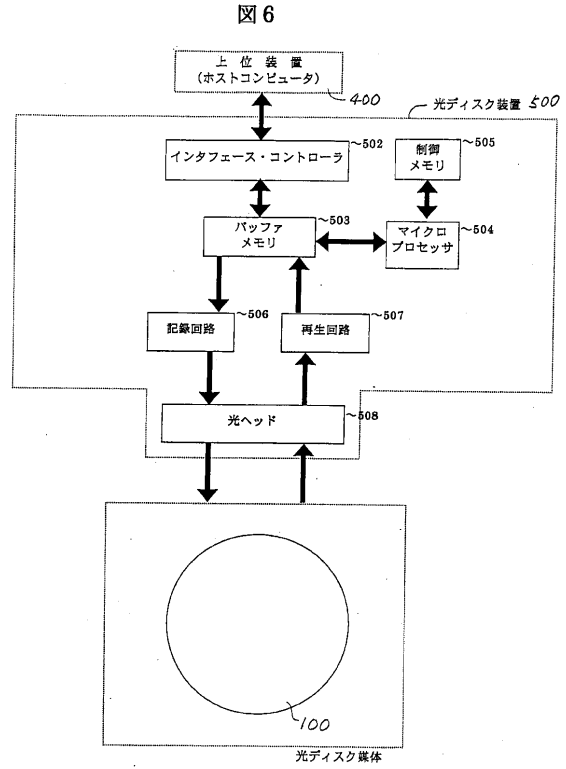 図6
上位装置
(ホストコンピュータ)
400
光ディスク装置 500
インタフェース・コントローラ
~502
制御
メモリ
~505
バッファ
メモリ
~503
マイクロ
プロセッサ
~504
記録回路
~506
再生回路
~507
光ヘッド
~508
100
光ディスク媒体